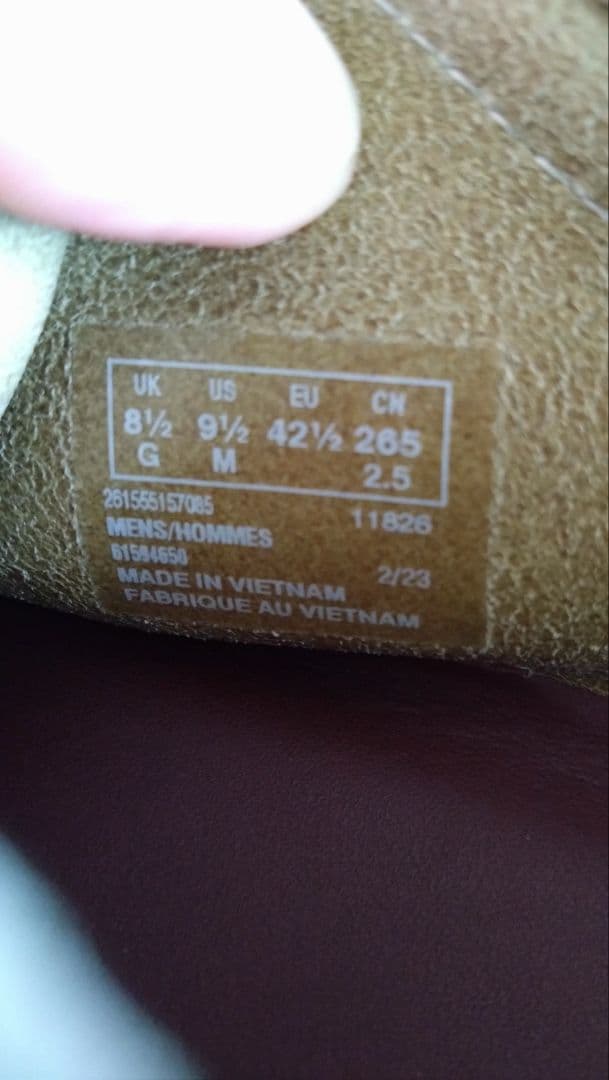 UK US EU CN
8½ 9½ 42½ 265
G M 2.5
261555157085 11826
MENS/HOMMES
MADE IN VIETNAM 2/23
FABRIQUE AU VIETNAM